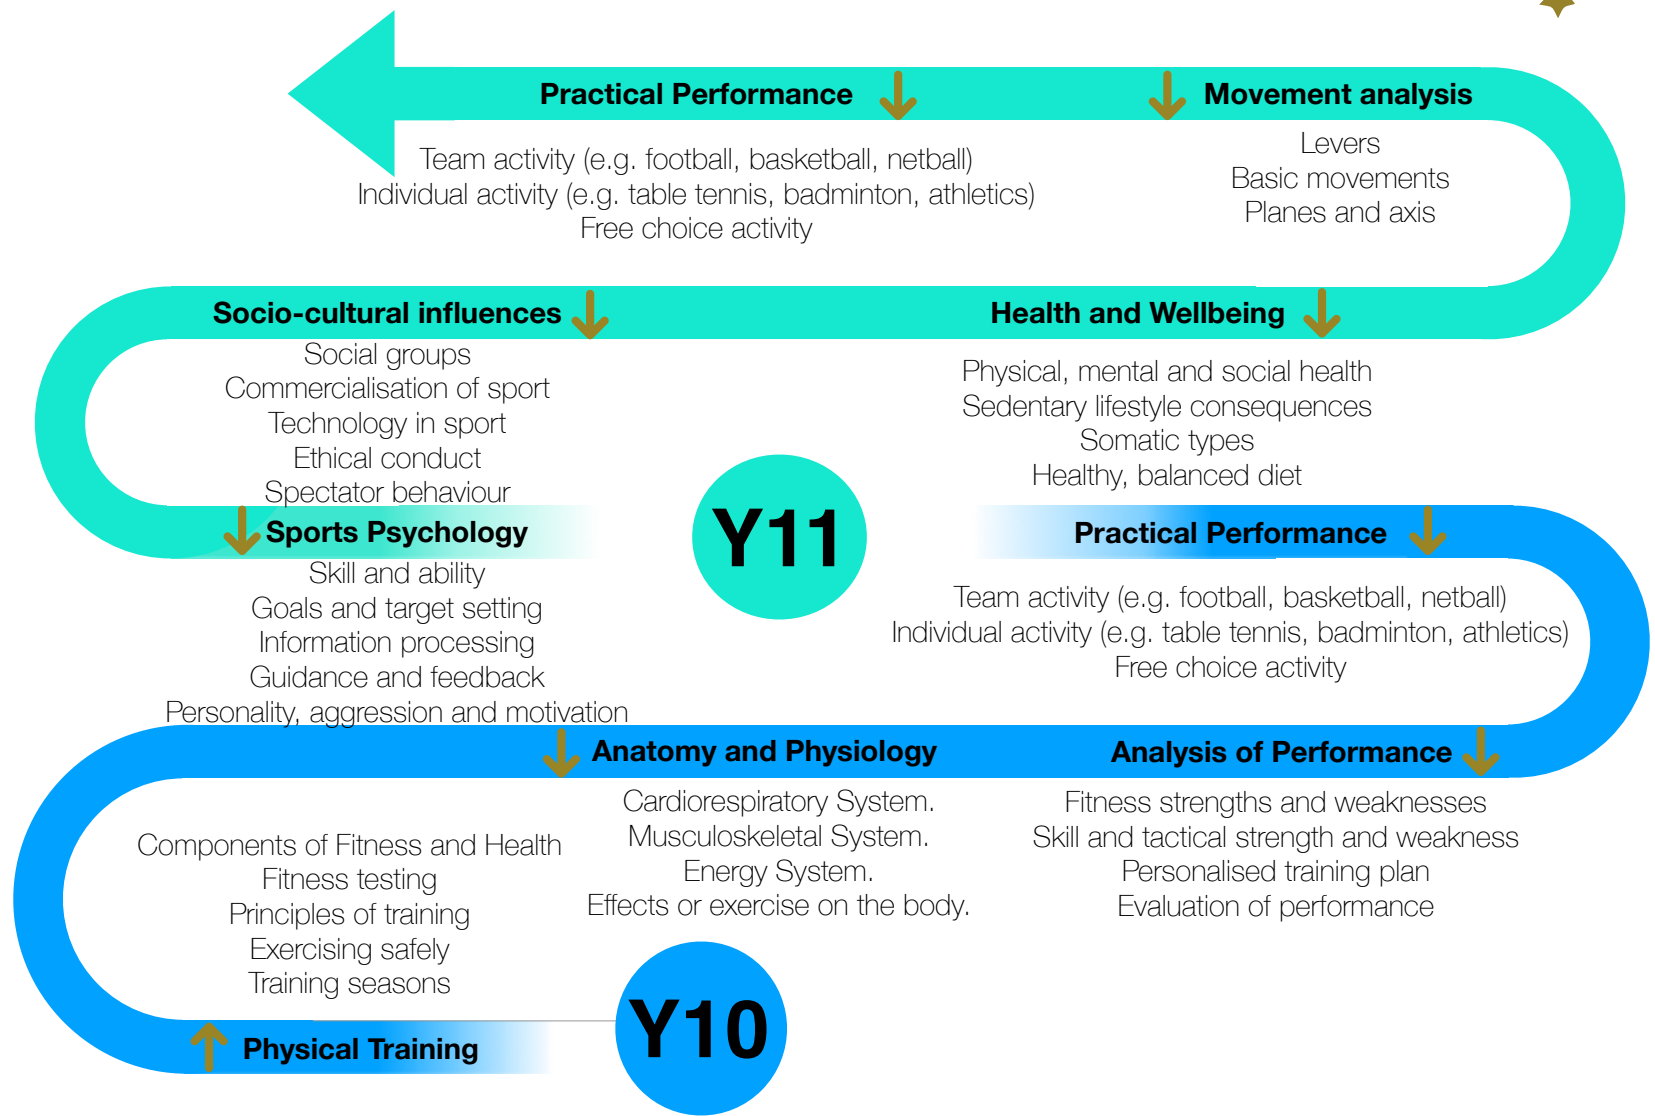 Practical Performance
Movement analysis
Team activity (e.g. football, basketball, netball)
Individual activity (e.g. table tennis, badminton, athletics)
Free choice activity
Levers
Basic movements
Planes and axis
Socio-cultural influences
Health and Wellbeing
Social groups
Commercialisation of sport
Technology in sport
Ethical conduct
Spectator behaviour
Physical, mental and social health
Sedentary lifestyle consequences
Somatic types
Healthy, balanced diet
Y11
Sports Psychology
Practical Performance
Skill and ability
Goals and target setting
Information processing
Guidance and feedback
Personality, aggression and motivation
Team activity (e.g. football, basketball, netball)
Individual activity (e.g. table tennis, badminton, athletics)
Free choice activity
Anatomy and Physiology
Analysis of Performance
Components of Fitness and Health
Fitness testing
Principles of training
Exercising safely
Training seasons
Cardiorespiratory System.
Musculoskeletal System.
Energy System.
Effects or exercise on the body.
Fitness strengths and weaknesses
Skill and tactical strength and weakness
Personalised training plan
Evaluation of performance
Y10
Physical Training